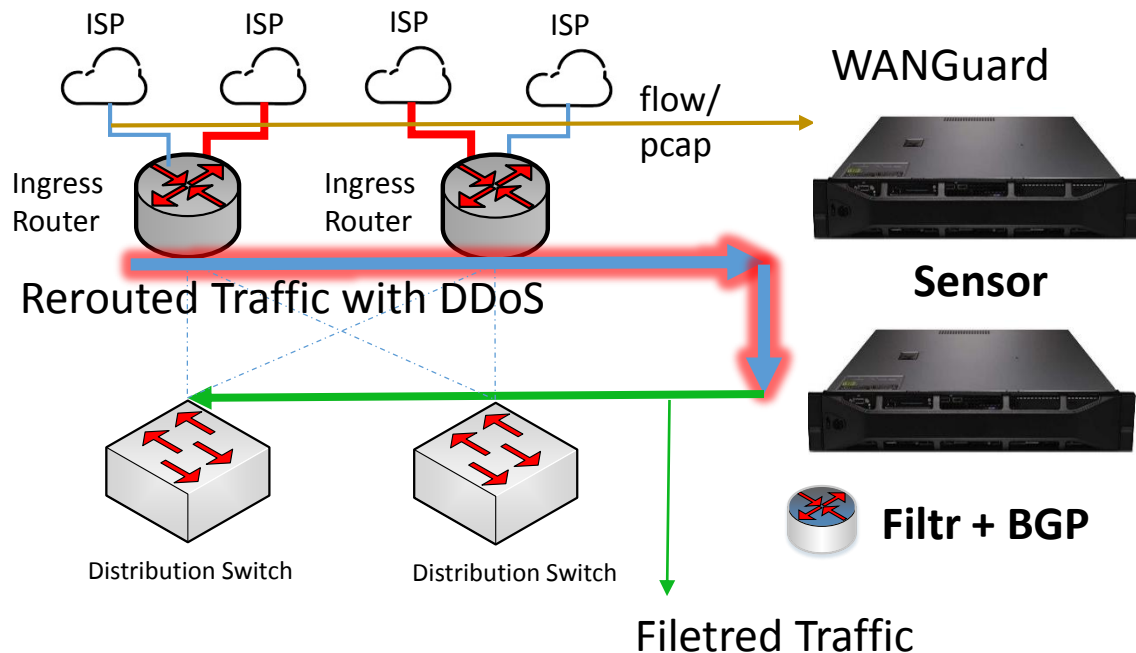 ISP
ISP
ISP
ISP
WANGuard
flow/
pcap
Ingress
Router
Ingress
Router
Sensor
Rerouted Traffic with DDoS
Filtr + BGP
Distribution Switch
Distribution Switch
Filetred Traffic